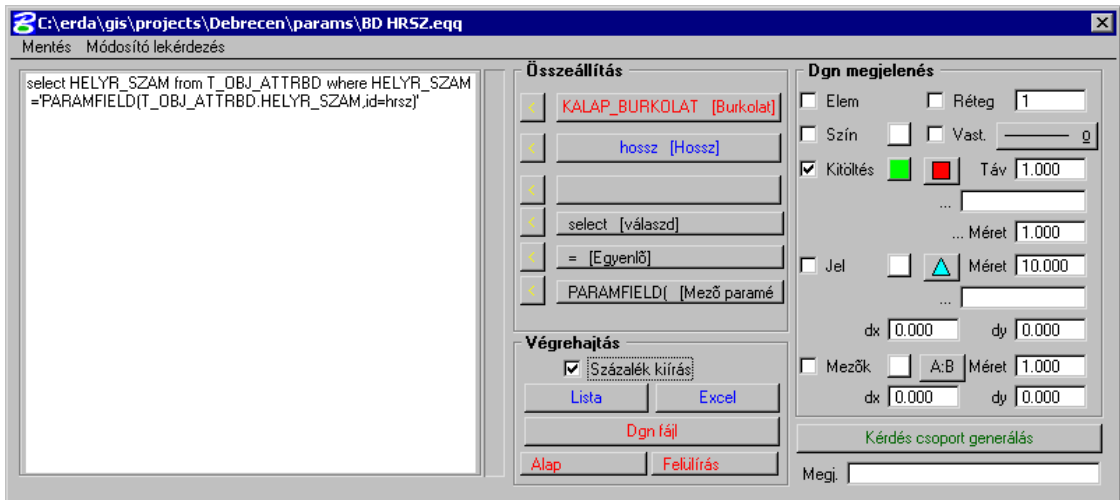 C:\erda\gis\projects\Debrecen\params\BD HRSZ.eqq
Mentés Módosító lekérdezés
select HELYR_SZAM from T_OBJ_ATTRBD where HELYR_SZAM
='PARAMFIELD(T_OBJ_ATTRBD.HELYR_SZAM,id=hrsz)'
Összeállítás
< KALAP_BURKOLAT [Burkolat]
< hossz [Hossz]
<
< select [válaszd]
< = [Egyenlõ]
< PARAMFIELD( [Mezõ paramé
Végrehajtás
Százalék kiírás
Lista Excel
Dgn fájl
Alap Felülírás
Dgn megjelenés
Elem Réteg 1
Szín Vast. 0
Kitöltés Táv 1.000
...
... Méret 1.000
Jel Méret 10.000
...
dx 0.000 dy 0.000
Mezõk A:B Méret 1.000
dx 0.000 dy 0.000
Kérdés csoport generálás
Megj.